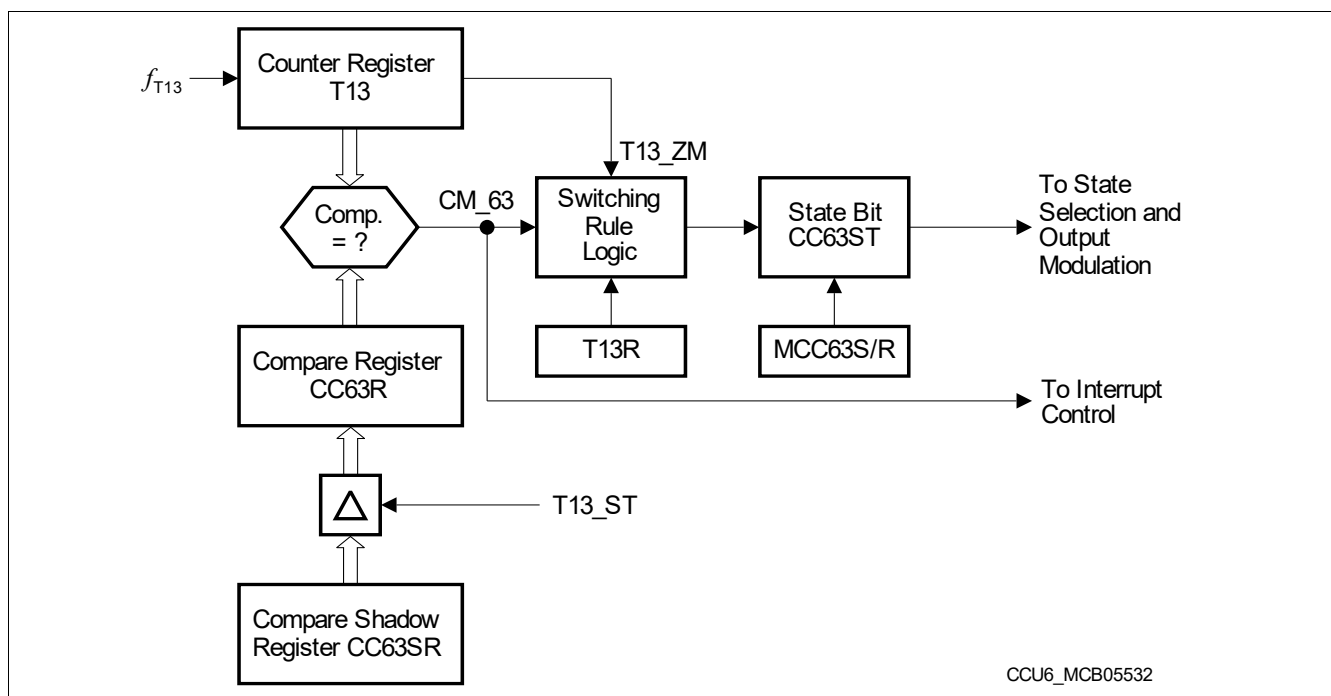 Counter Register
T13
fT13
T13_ZM
CM_63
Comp.
= ?
Switching
Rule
Logic
State Bit
CC63ST
To State
Selection and
Output
Modulation
T13R
MCC63S/R
Compare Register
CC63R
To Interrupt
Control
T13_ST
Compare Shadow
Register CC63SR
CCU6_MCB05532